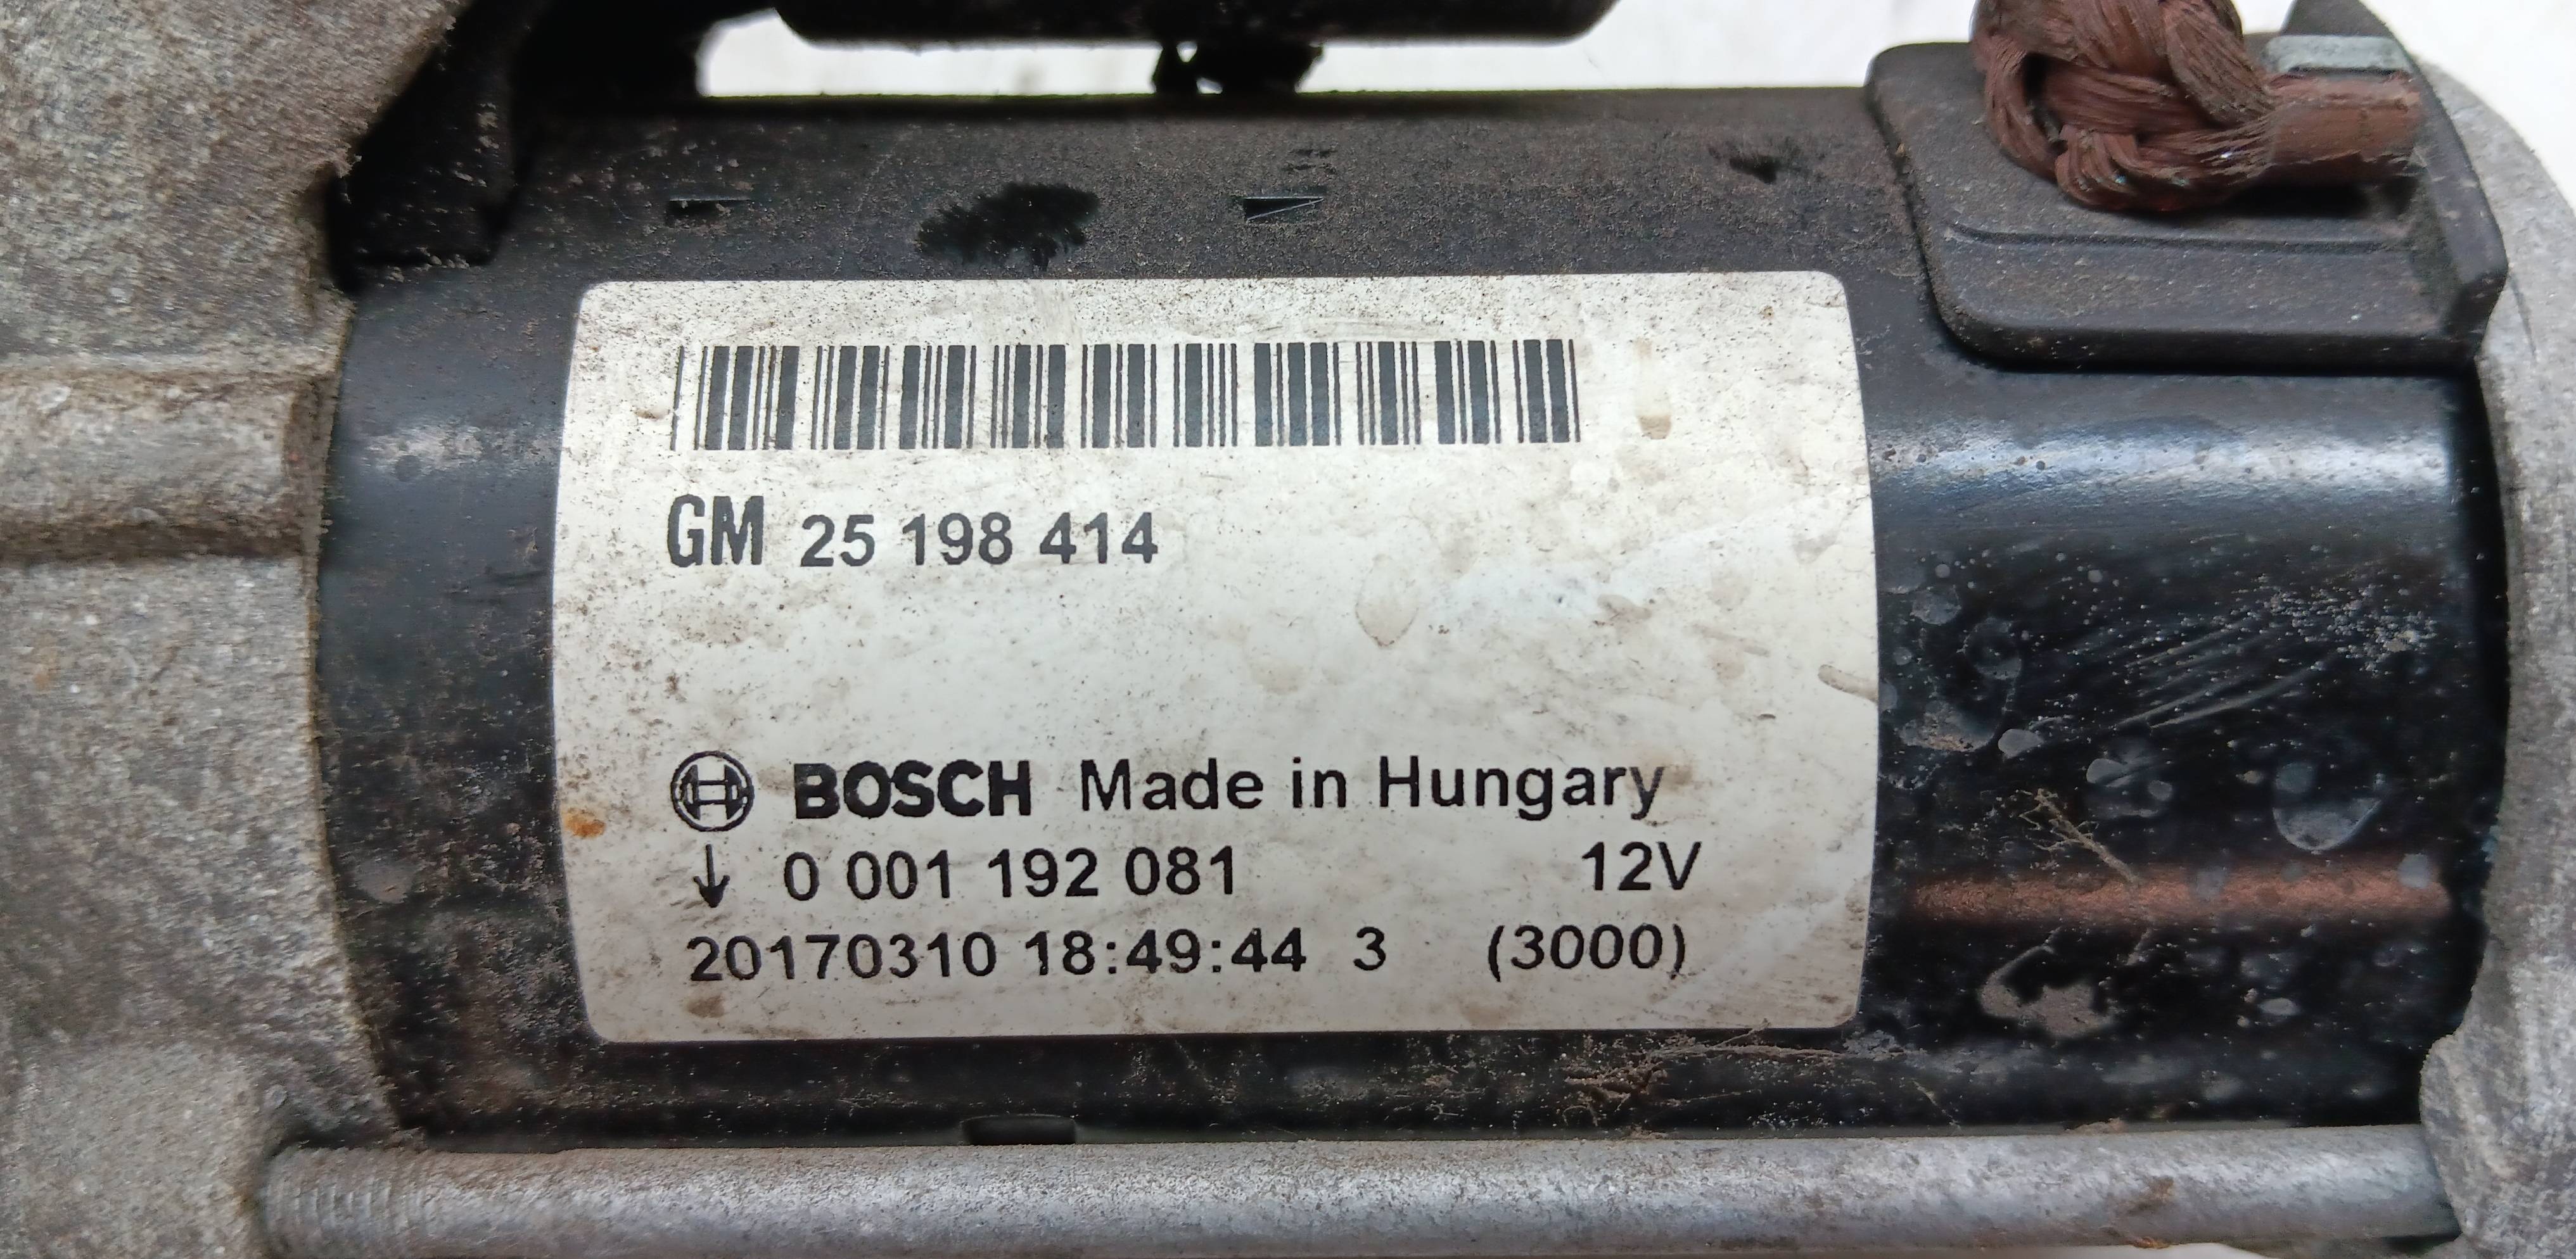 GM 25 198 414
BOSCH Made in Hungary
↓ 0 001 192 081 12V
20170310 18:49:44 3 (3000)